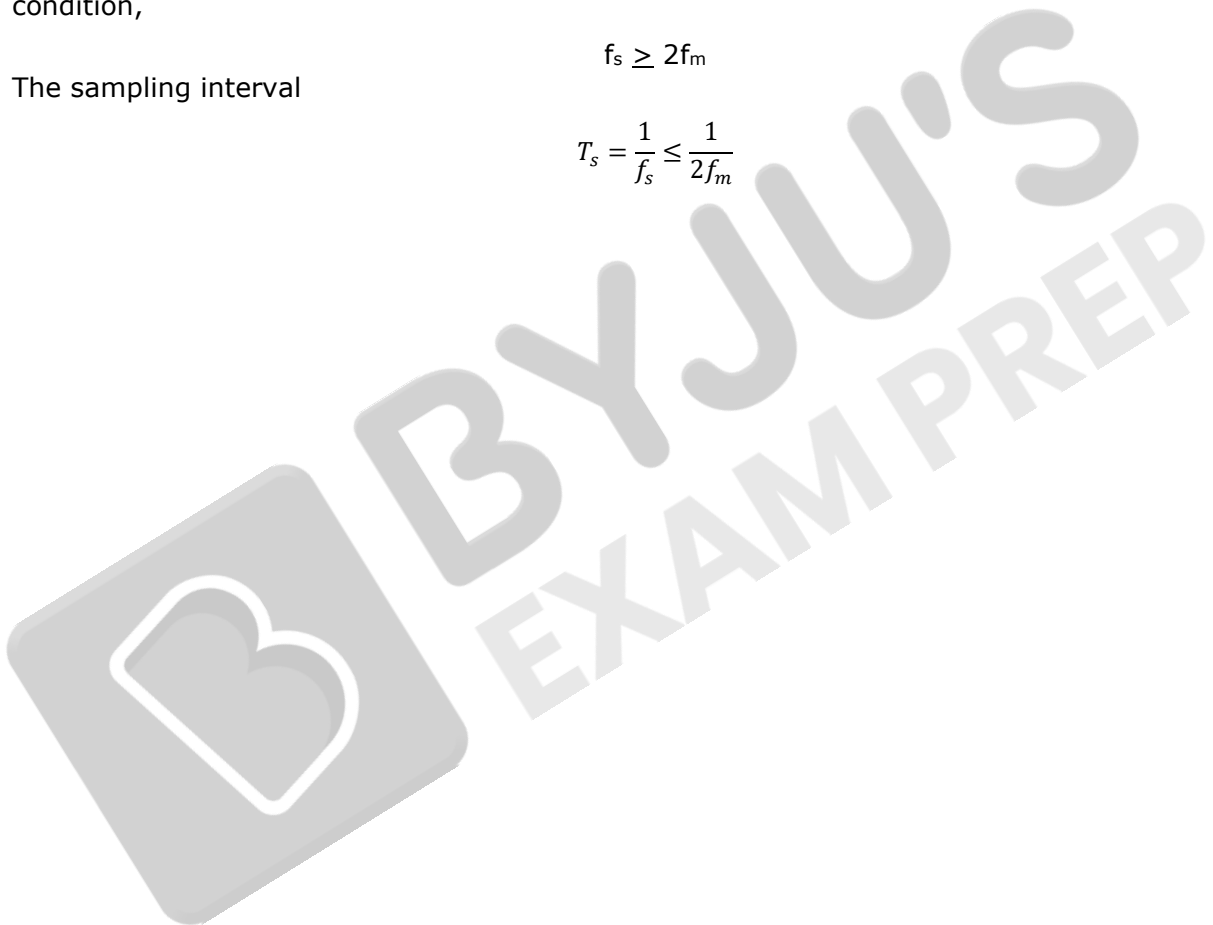 condition,
fₛ ≥ 2fₘ
The sampling interval
Tₛ = 1/fₛ ≤ 1/2fₘ
BYJU'S
EXAM PREP